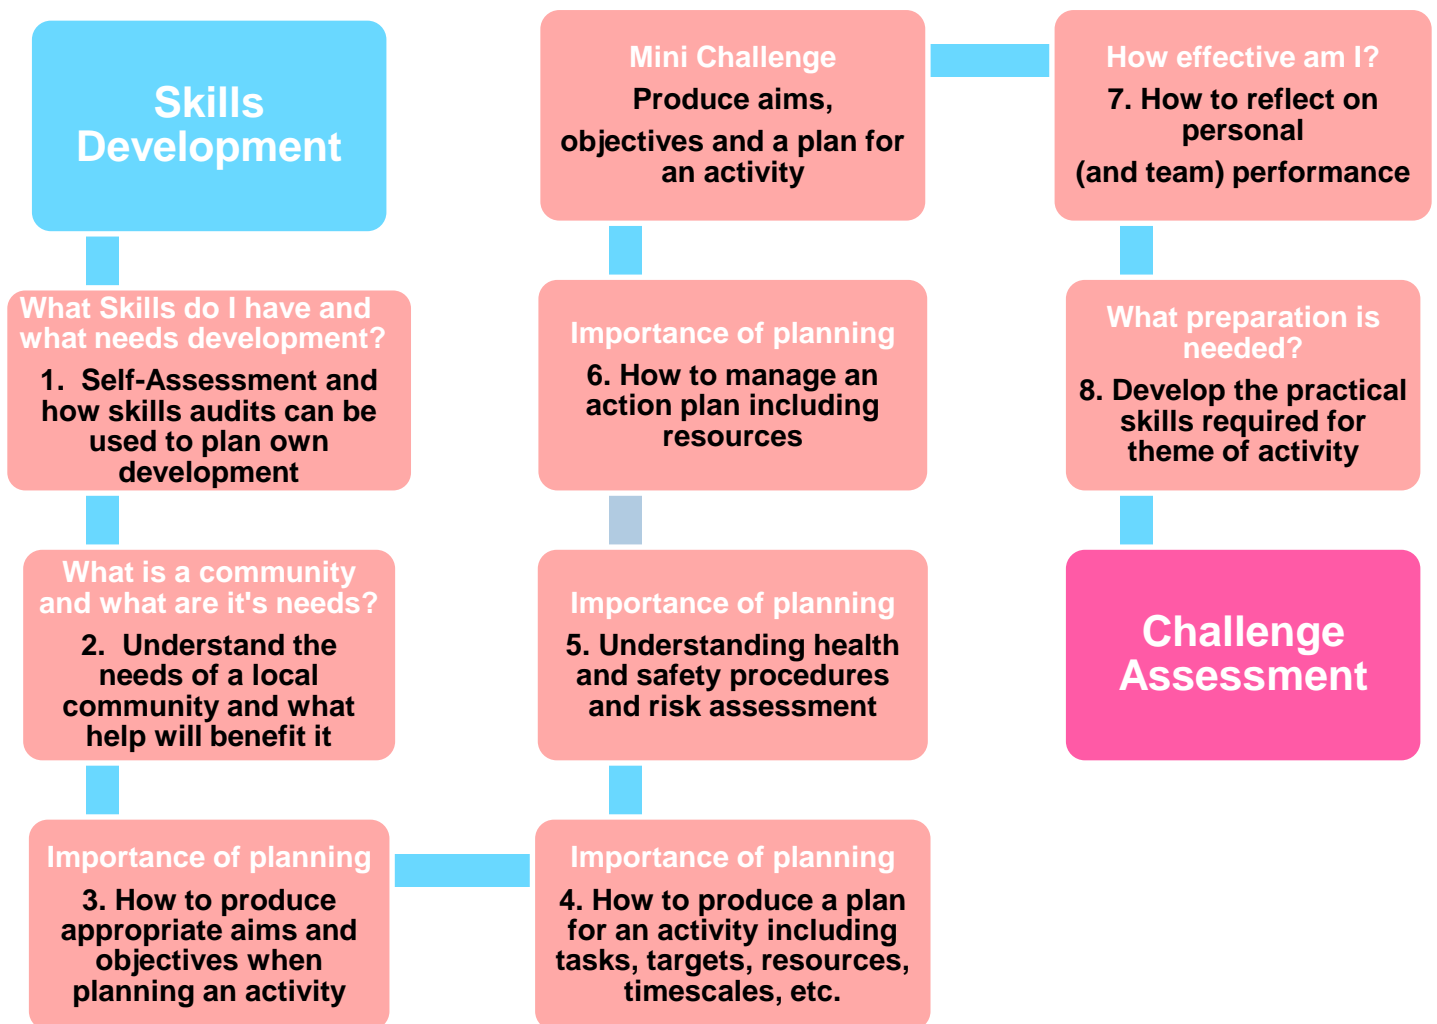 Skills
Development
What Skills do I have and
what needs development?
1.  Self-Assessment and
how skills audits can be
used to plan own
development
What is a community
and what are it's needs?
2.  Understand the
needs of a local
community and what
help will benefit it
Importance of planning
3. How to produce
appropriate aims and
objectives when
planning an activity
Importance of planning
4. How to produce a plan
for an activity including
tasks, targets, resources,
timescales, etc.
Importance of planning
5. Understanding health
and safety procedures
and risk assessment
Importance of planning
6. How to manage an
action plan including
resources
Mini Challenge
Produce aims,
objectives and a plan for
an activity
How effective am I?
7. How to reflect on
personal
(and team) performance
What preparation is
needed?
8. Develop the practical
skills required for
theme of activity
Challenge
Assessment